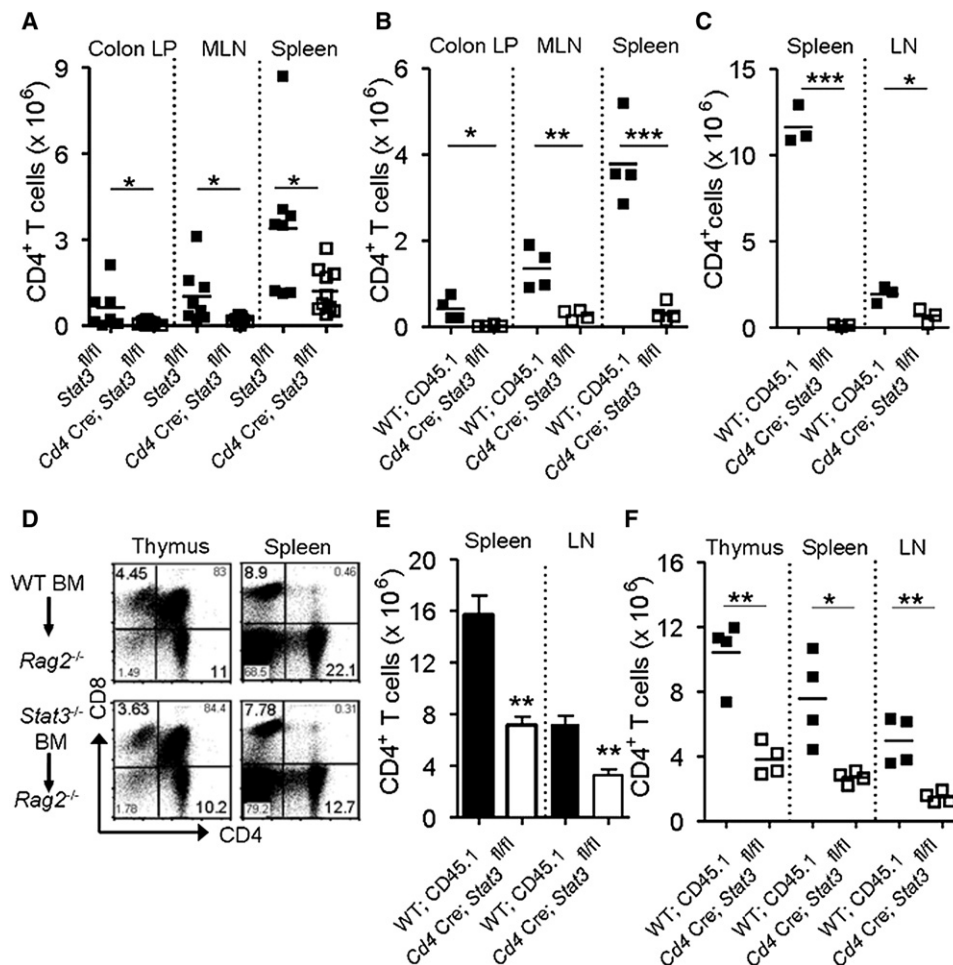 A
Colon LP MLN Spleen
CD4+ T cells (x 10^6)
9
6
3
0
* * *
Stat3 fl/fl
Cd4 Cre; Stat3 fl/fl
Stat3 fl/fl
Cd4 Cre; Stat3 fl/fl
Stat3 fl/fl
Cd4 Cre; Stat3 fl/fl
B
Colon LP MLN Spleen
CD4+ T cells (x 10^6)
6
4
2
0
* ** ***
WT; CD45.1
Cd4 Cre; Stat3 fl/fl
WT; CD45.1
Cd4 Cre; Stat3 fl/fl
WT; CD45.1
Cd4 Cre; Stat3 fl/fl
C
Spleen LN
CD4+cells (x 10^6)
15
10
5
0
*** *
WT; CD45.1
Cd4 Cre; Stat3 fl/fl
WT; CD45.1
Cd4 Cre; Stat3 fl/fl
D
Thymus Spleen
WT BM
Rag2-/-
4.45 83
1.49 11
8.9 0.46
68.5 22.1
Stat3-/-
BM
Rag2-/-
3.63 84.4
1.78 10.2
7.78 0.31
79.2 12.7
CD8
CD4
E
Spleen LN
CD4+ T cells (x 10^6)
20
16
12
8
4
0
** **
WT; CD45.1
Cd4 Cre; Stat3 fl/fl
WT; CD45.1
Cd4 Cre; Stat3 fl/fl
F
Thymus Spleen LN
CD4+ T cells (x 10^6)
16
12
8
4
0
** * **
WT; CD45.1
Cd4 Cre; Stat3 fl/fl
WT; CD45.1
Cd4 Cre; Stat3 fl/fl
WT; CD45.1
Cd4 Cre; Stat3 fl/fl